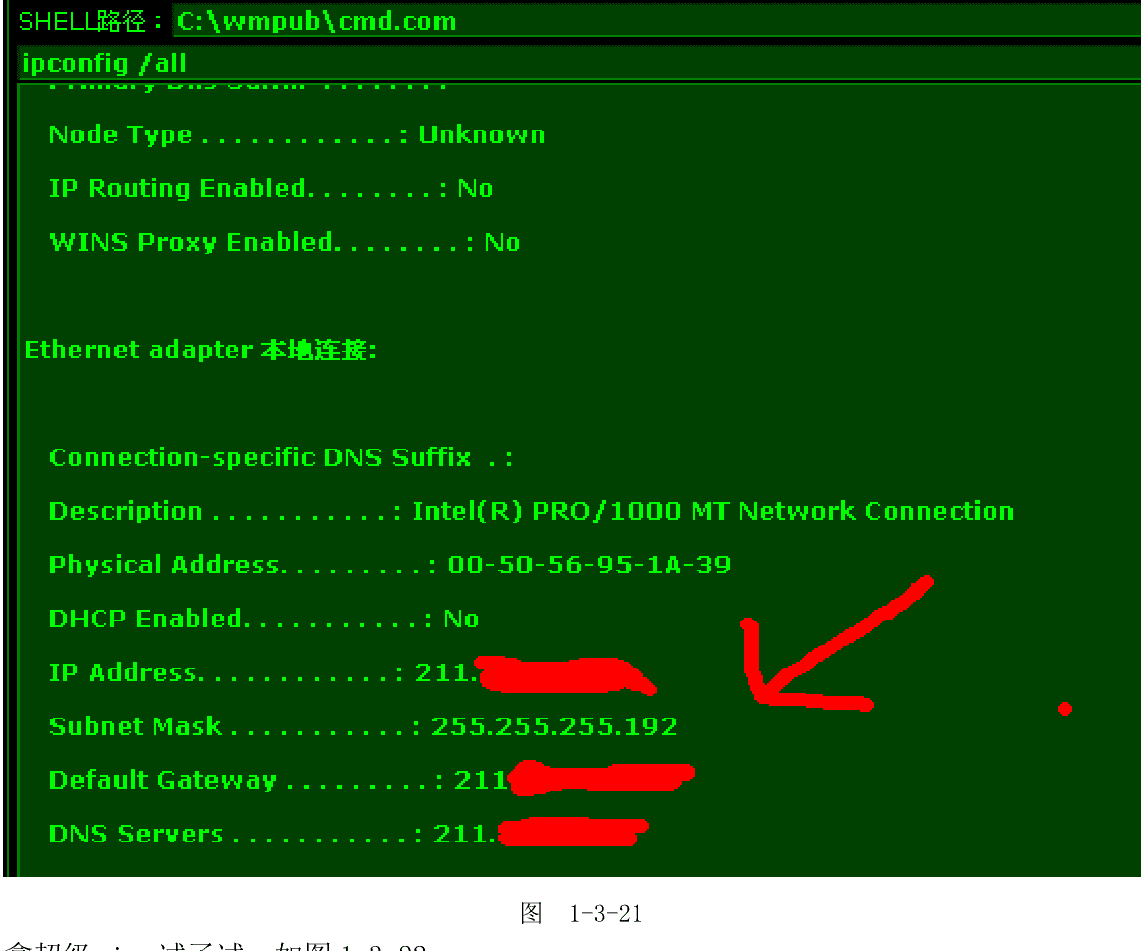 SHELL路径： C:\wmpub\cmd.com
ipconfig /all
Primary Dns Suffix . . . . . . . :
Node Type . . . . . . . . . . . . : Unknown
IP Routing Enabled. . . . . . . . : No
WINS Proxy Enabled. . . . . . . . : No
Ethernet adapter 本地连接:
Connection-specific DNS Suffix . :
Description . . . . . . . . . . . : Intel(R) PRO/1000 MT Network Connection
Physical Address. . . . . . . . . : 00-50-56-95-1A-39
DHCP Enabled. . . . . . . . . . . : No
IP Address. . . . . . . . . . . . : 211.
Subnet Mask . . . . . . . . . . . : 255.255.255.192
Default Gateway . . . . . . . . . : 211
DNS Servers . . . . . . . . . . . : 211.
图 1-3-21